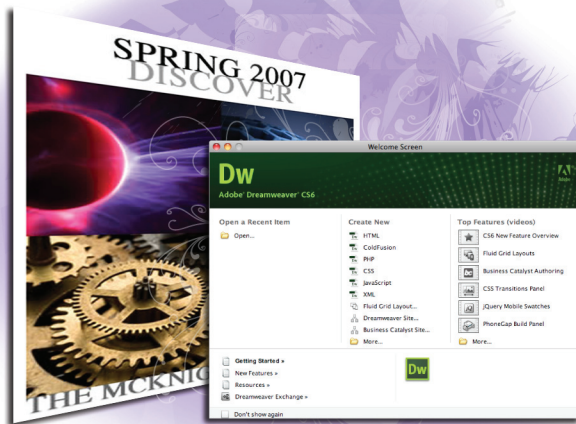 SPRING 2007
DISCOVER
THE MCKNIG
Welcome Screen
Dw
Adobe® Dreamweaver® CS6
Adobe
Open a Recent Item
Open...
Create New
HTML
ColdFusion
PHP
CSS
JavaScript
XML
Fluid Grid Layout...
Dreamweaver Site...
Business Catalyst Site...
More...
Top Features (videos)
CS6 New Feature Overview
Fluid Grid Layouts
Business Catalyst Authoring
CSS Transitions Panel
jQuery Mobile Swatches
PhoneGap Build Panel
More...
Getting Started »
New Features »
Resources »
Dreamweaver Exchange »
Dw
Don't show again